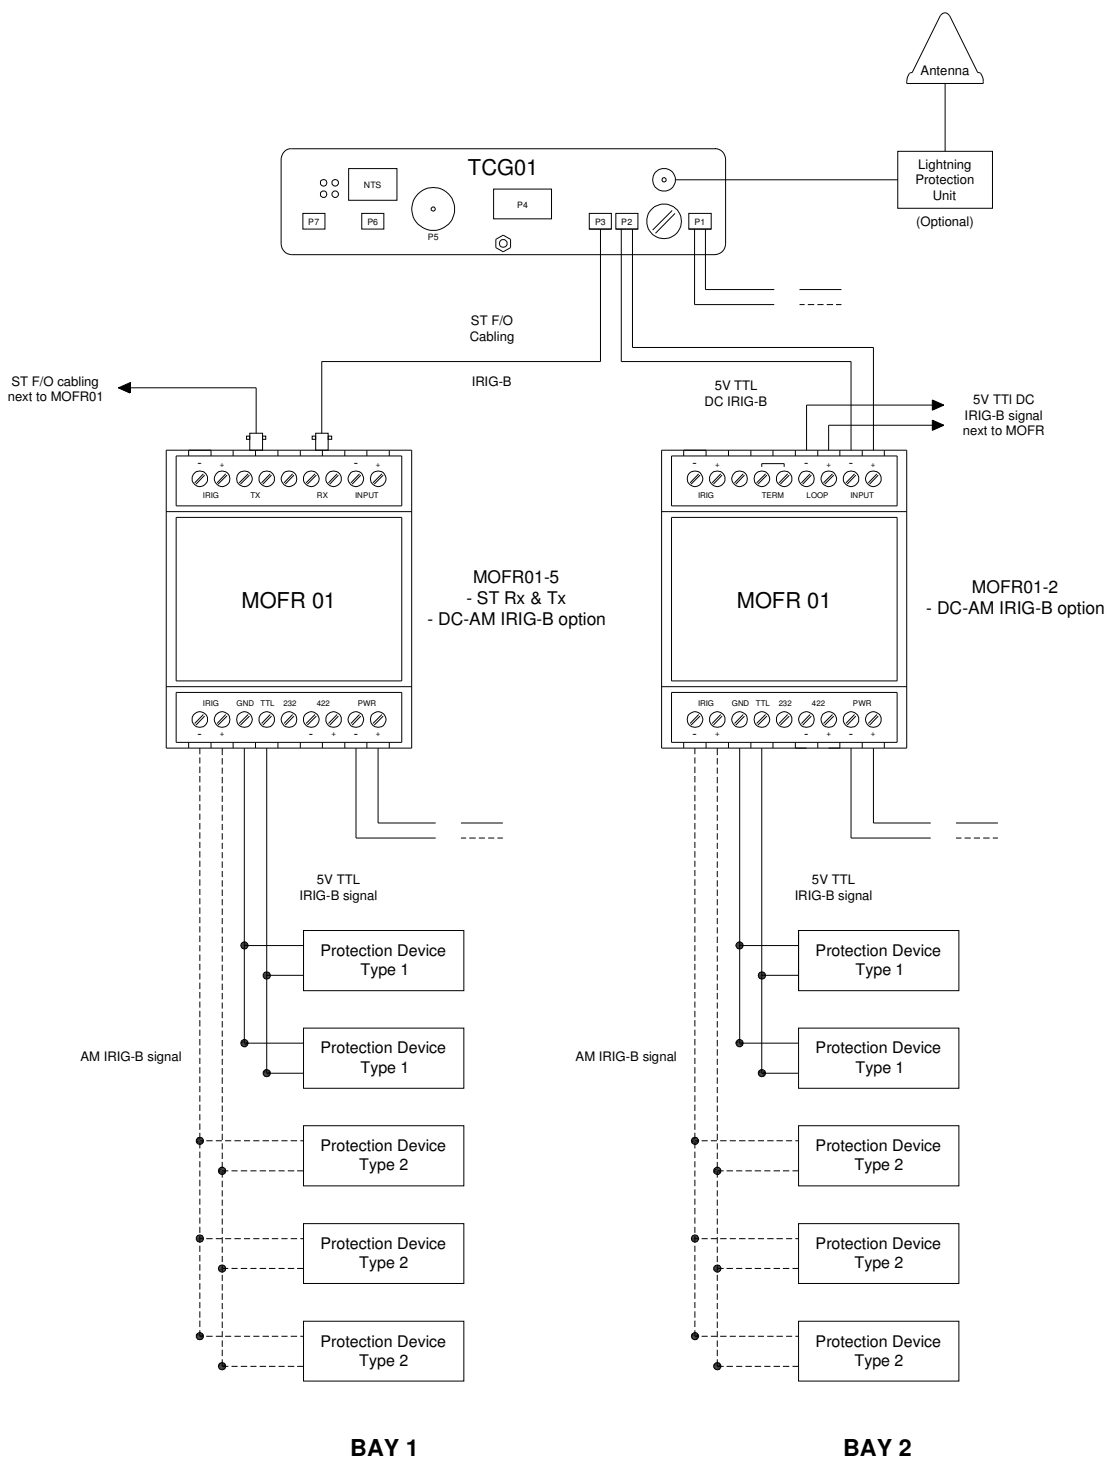 Antenna
Lightning
Protection
Unit
(Optional)
TCG01
NTS
P4
P7
P6
P5
P3
P2
P1
ST F/O
Cabling
IRIG-B
ST F/O cabling
next to MOFR01
5V TTL
DC IRIG-B
5V TTI DC
IRIG-B signal
next to MOFR
- + - +
IRIG TX RX INPUT
MOFR 01
MOFR01-5
- ST Rx & Tx
- DC-AM IRIG-B option
IRIG GND TTL 232 422 PWR
- + - + - +
- + - + - +
IRIG TERM LOOP INPUT
MOFR 01
MOFR01-2
- DC-AM IRIG-B option
IRIG GND TTL 232 422 PWR
- + - + - +
5V TTL
IRIG-B signal
Protection Device
Type 1
Protection Device
Type 1
AM IRIG-B signal
Protection Device
Type 2
Protection Device
Type 2
Protection Device
Type 2
BAY 1
5V TTL
IRIG-B signal
Protection Device
Type 1
Protection Device
Type 1
AM IRIG-B signal
Protection Device
Type 2
Protection Device
Type 2
Protection Device
Type 2
BAY 2